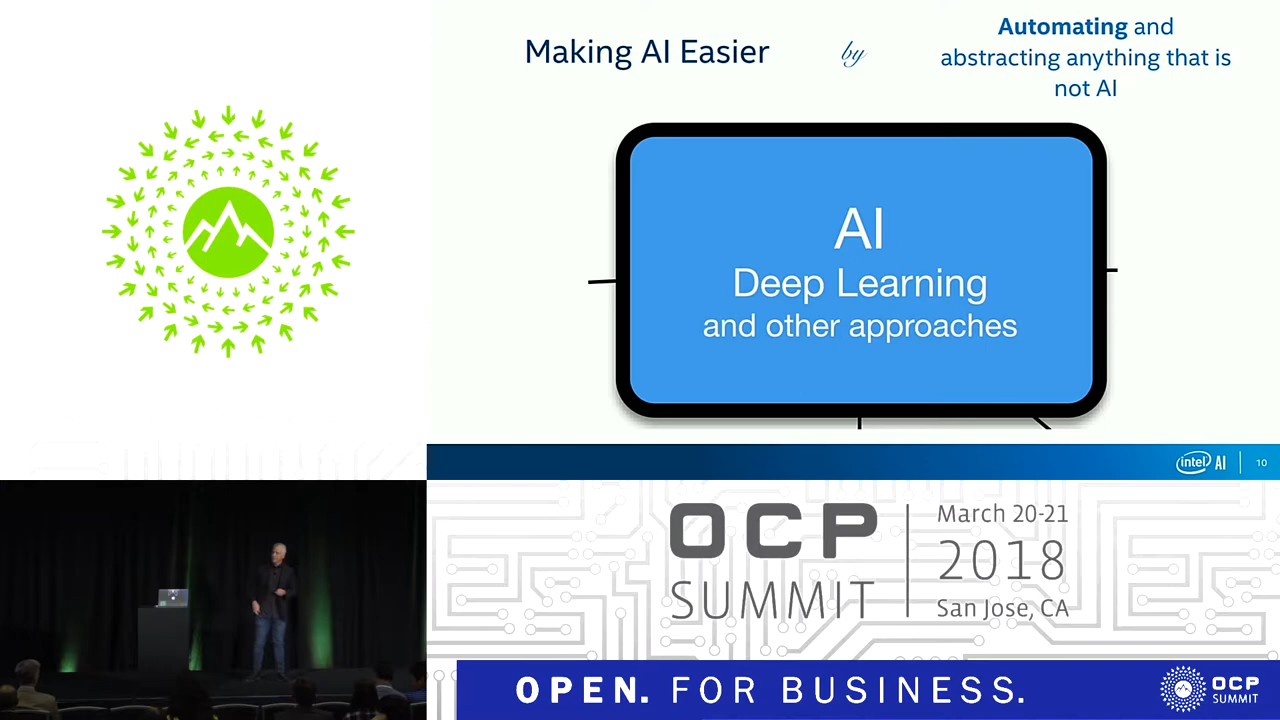 Making AI Easier
by
Automating and
abstracting anything that is
not AI
AI
Deep Learning
and other approaches
intel AI
10
OCP
SUMMIT
March 20-21
2018
San Jose, CA
OPEN. FOR BUSINESS.
OCP
SUMMIT